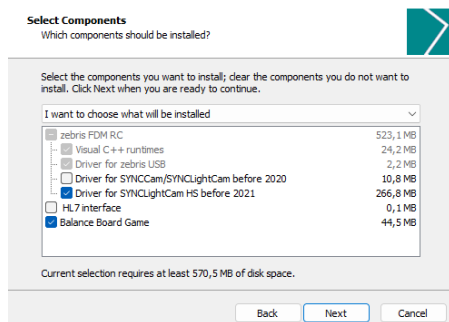 Select Components
Which components should be installed?
Select the components you want to install; clear the components you do not want to
install. Click Next when you are ready to continue.
I want to choose what will be installed
zebris FDM RC 523,1 MB
Visual C++ runtimes 24,2 MB
Driver for zebris USB 2,2 MB
Driver for SYNCCam/SYNCLightCam before 2020 10,8 MB
Driver for SYNCLightCam HS before 2021 266,8 MB
HL7 interface 0,1 MB
Balance Board Game 44,5 MB
Current selection requires at least 570,5 MB of disk space.
Back Next Cancel